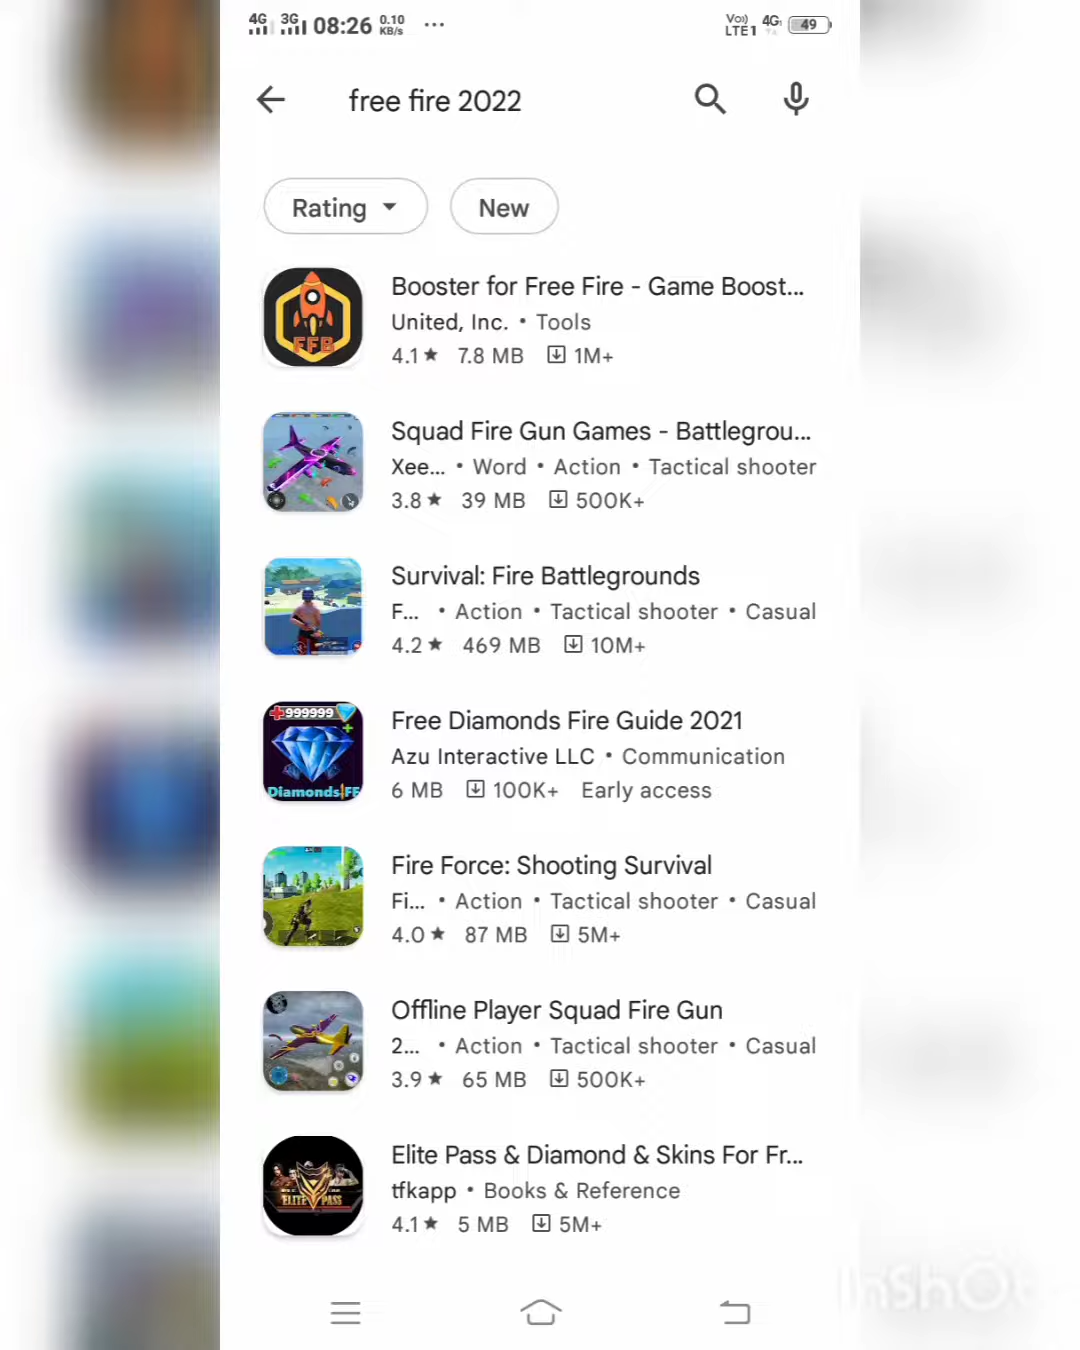 4G 3G 08:26 0.10 KB/s ... Vo) LTE1 4G 49
free fire 2022
Rating New
Booster for Free Fire - Game Boost...
United, Inc. • Tools
4.1★ 7.8 MB 1M+
FFB
Squad Fire Gun Games - Battlegrou...
Xee... • Word • Action • Tactical shooter
3.8★ 39 MB 500K+
Survival: Fire Battlegrounds
F... • Action • Tactical shooter • Casual
4.2★ 469 MB 10M+
+999999
Free Diamonds Fire Guide 2021
Azu Interactive LLC • Communication
6 MB 100K+ Early access
Diamonds FF
Fire Force: Shooting Survival
Fi... • Action • Tactical shooter • Casual
4.0★ 87 MB 5M+
Offline Player Squad Fire Gun
2... • Action • Tactical shooter • Casual
3.9★ 65 MB 500K+
Elite Pass & Diamond & Skins For Fr...
tfkapp • Books & Reference
ELITE PASS
4.1★ 5 MB 5M+
InShOt